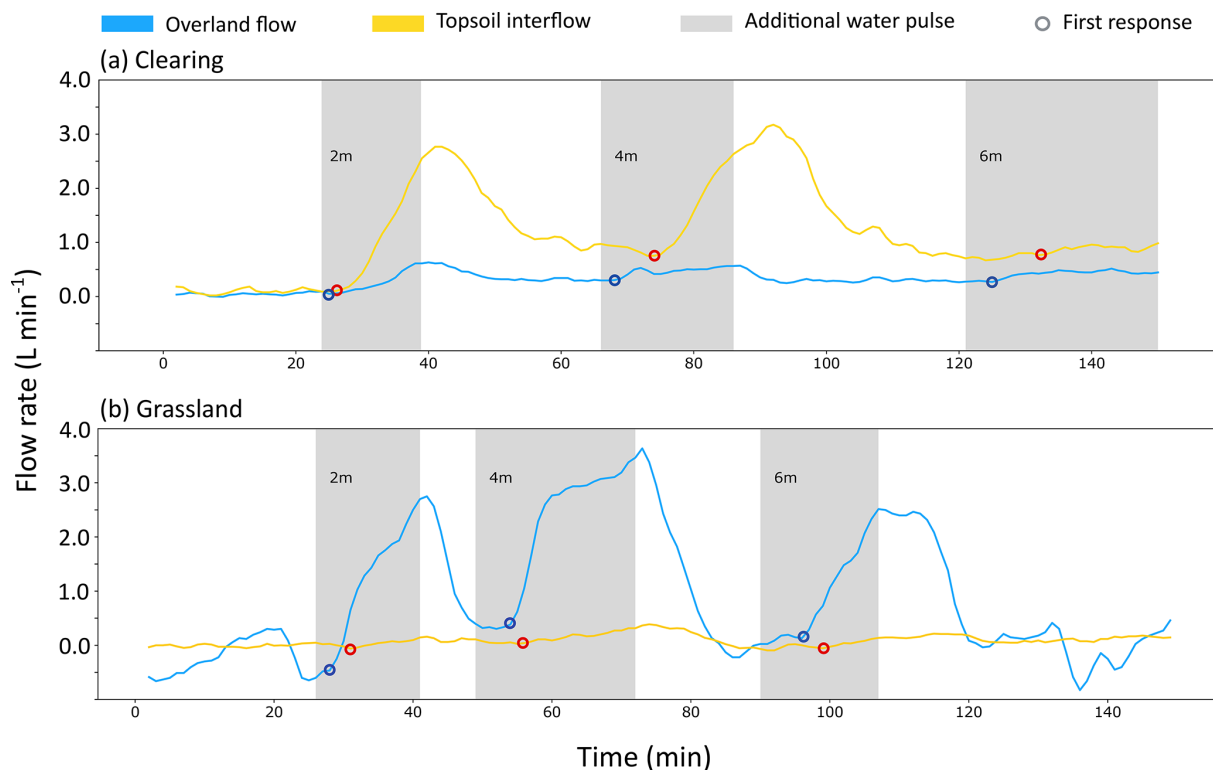 Overland flow Topsoil interflow Additional water pulse First response
(a) Clearing
4.0
3.0
2.0
1.0
0.0
2m 4m 6m
0 20 40 60 80 100 120 140
(b) Grassland
4.0
3.0
2.0
1.0
0.0
2m 4m 6m
0 20 40 60 80 100 120 140
Flow rate (L min⁻¹)
Time (min)